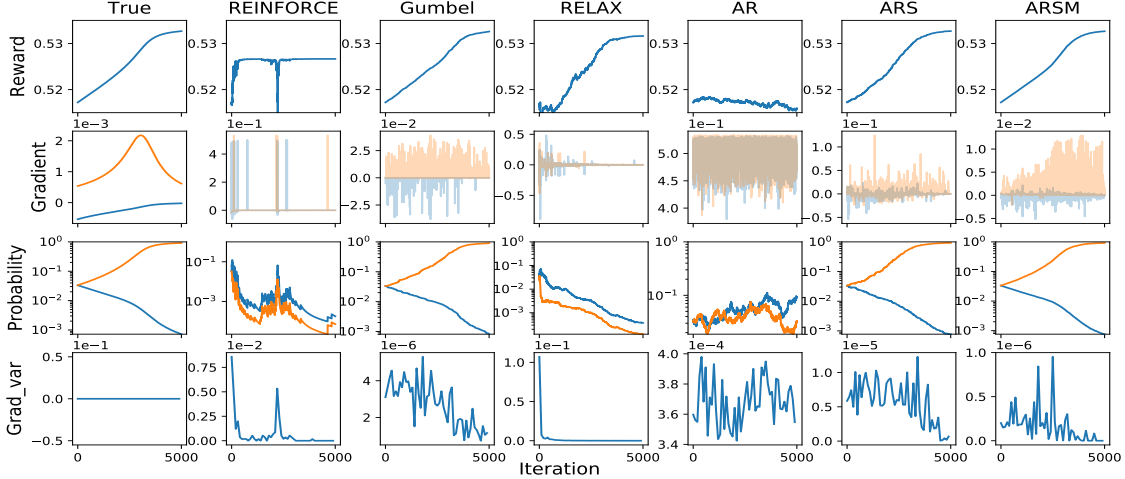 True REINFORCE Gumbel RELAX AR ARS ARSM
Reward
0.53 0.53 0.53 0.53 0.53 0.53 0.53
0.52 0.52 0.52 0.52 0.52 0.52 0.52
1e−3 1e−1 1e−2 1e−1 1e−1 1e−2
Gradient
2 1 0
4 2 0
2.5 0.0 −2.5
0.5 0.0 −0.5
5.0 4.5 4.0
1.0 0.5 0.0 −0.5
1.0 0.5 0.0 −0.5
Probability
10⁰ 10⁻¹ 10⁻² 10⁻³
10⁻¹ 10⁻³
10⁰ 10⁻¹ 10⁻² 10⁻³
10⁰ 10⁻¹ 10⁻² 10⁻³
10⁻¹
10⁰ 10⁻¹ 10⁻² 10⁻³
10⁰ 10⁻¹ 10⁻² 10⁻³
1e−1 1e−2 1e−6 1e−1 1e−4 1e−5 1e−6
Grad_var
0.5 0.0 −0.5
0.75 0.50 0.25 0.00
4 2
1.0 0.5 0.0
4.0 3.8 3.6 3.4
1.0 0.5 0.0
1.0 0.5 0.0
0 5000 0 5000 0 5000 0 5000 0 5000 0 5000 0 5000
Iteration